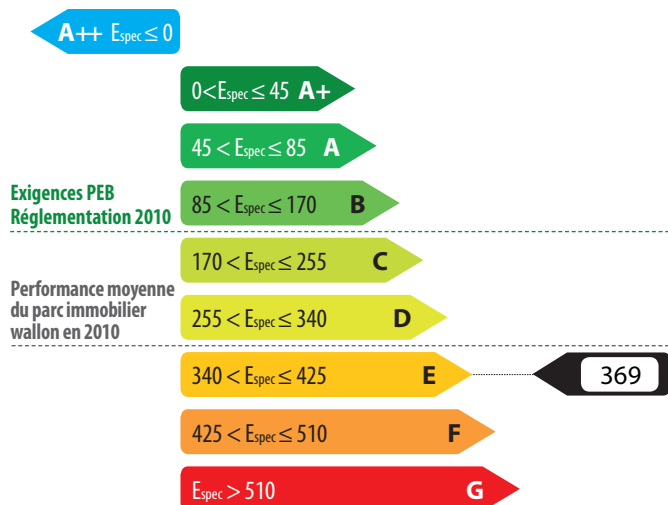 A++ Espec ≤ 0
0<Espec ≤ 45 A+
45 < Espec ≤ 85 A
Exigences PEB
Réglementation 2010
85 < Espec ≤ 170 B
170 < Espec ≤ 255 C
Performance moyenne
du parc immobilier
wallon en 2010
255 < Espec ≤ 340 D
340 < Espec ≤ 425 E
369
425 < Espec ≤ 510 F
Espec > 510 G